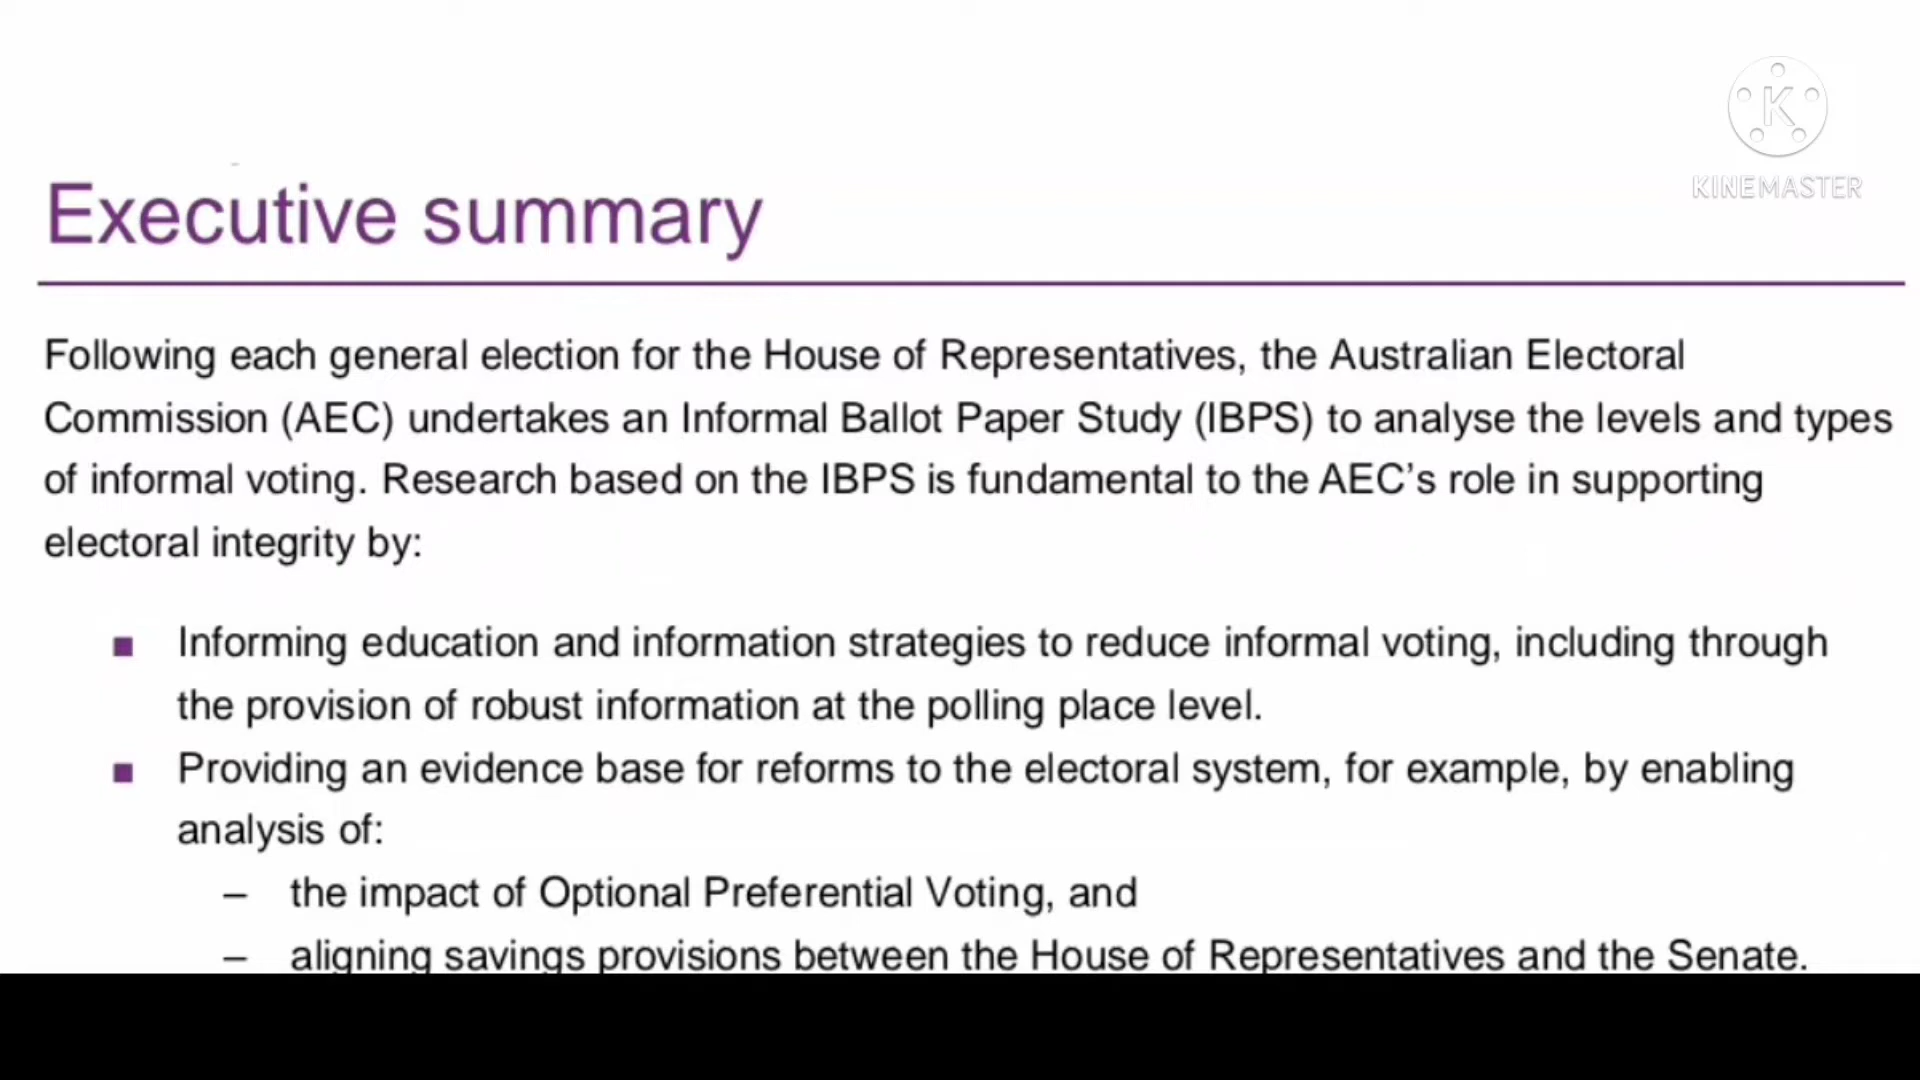 K
KINEMASTER
Executive summary
Following each general election for the House of Representatives, the Australian Electoral
Commission (AEC) undertakes an Informal Ballot Paper Study (IBPS) to analyse the levels and types
of informal voting. Research based on the IBPS is fundamental to the AEC’s role in supporting
electoral integrity by:
■ Informing education and information strategies to reduce informal voting, including through
the provision of robust information at the polling place level.
■ Providing an evidence base for reforms to the electoral system, for example, by enabling
analysis of:
– the impact of Optional Preferential Voting, and
– aligning savings provisions between the House of Representatives and the Senate.